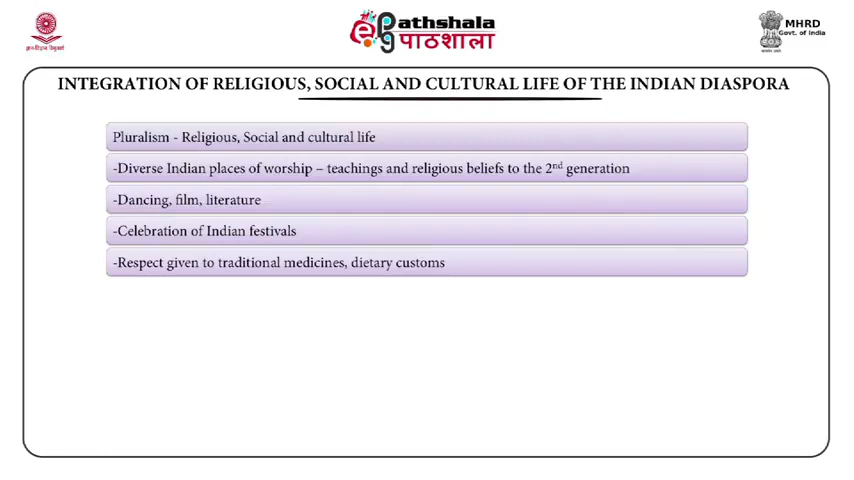 Pathshala
पाठशाला
MHRD
Govt. of India
INTEGRATION OF RELIGIOUS, SOCIAL AND CULTURAL LIFE OF THE INDIAN DIASPORA
Pluralism - Religious, Social and cultural life
-Diverse Indian places of worship – teachings and religious beliefs to the 2nd generation
-Dancing, film, literature
-Celebration of Indian festivals
-Respect given to traditional medicines, dietary customs